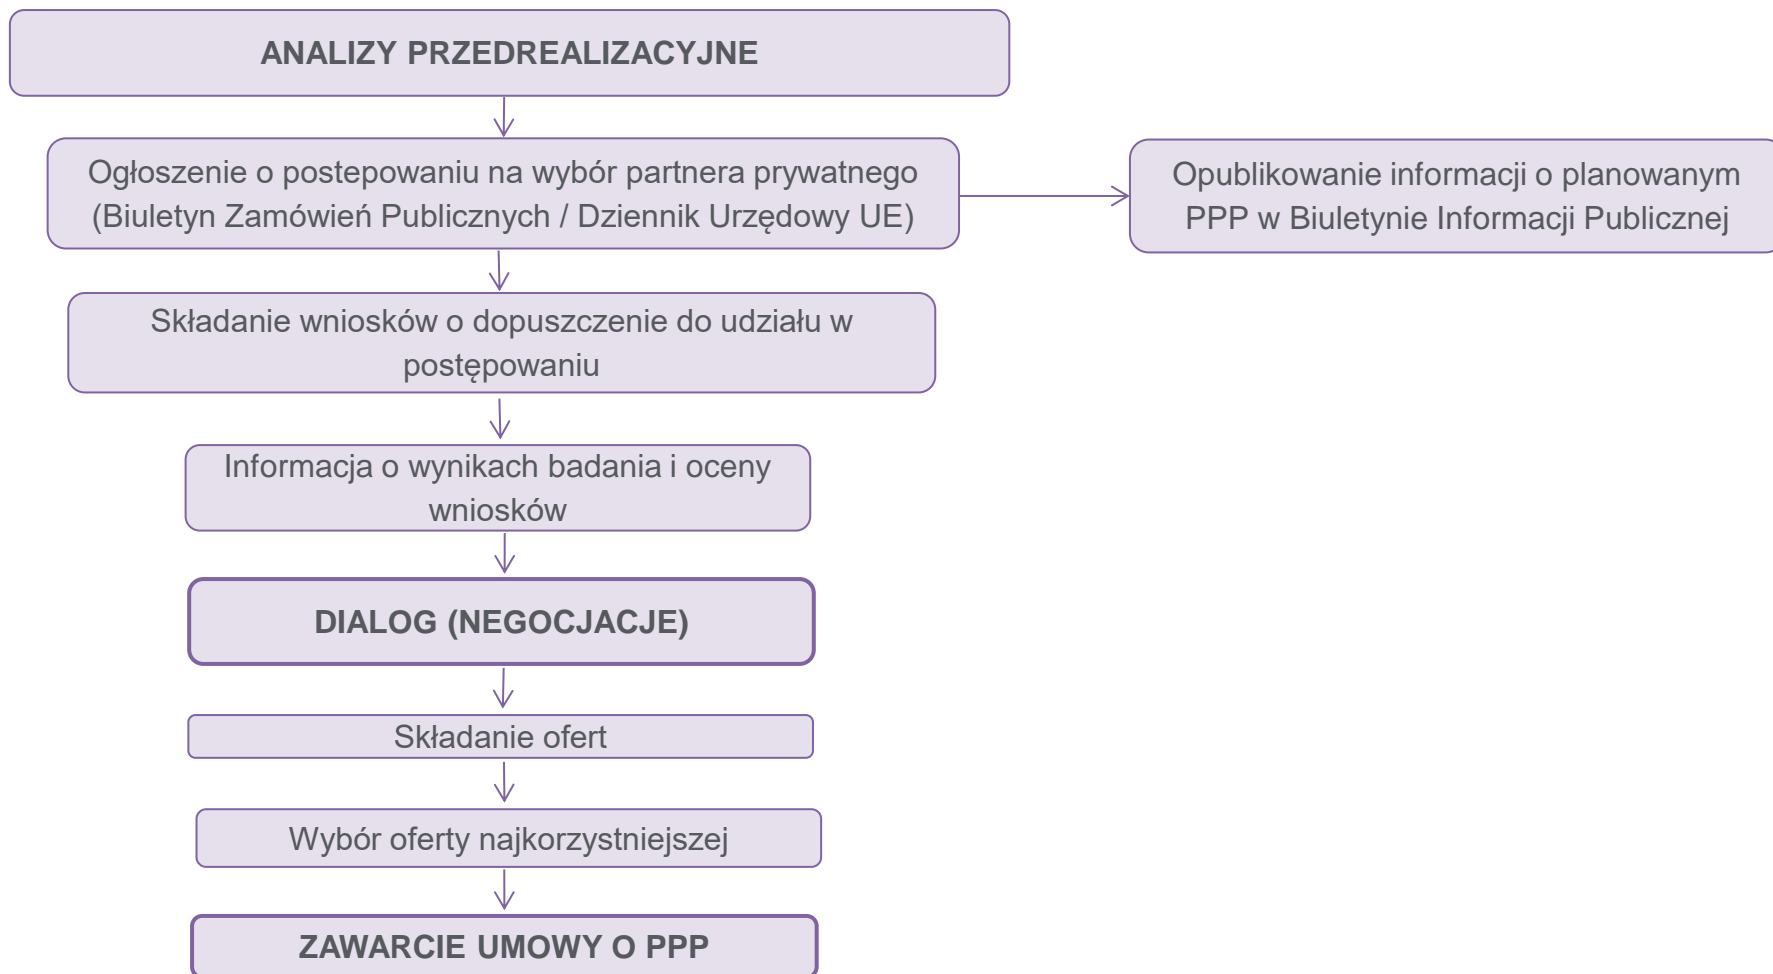 ANALIZY PRZEDREALIZACYJNE
Ogłoszenie o postepowaniu na wybór partnera prywatnego
(Biuletyn Zamówień Publicznych / Dziennik Urzędowy UE)
Opublikowanie informacji o planowanym
PPP w Biuletynie Informacji Publicznej
Składanie wniosków o dopuszczenie do udziału w
postępowaniu
Informacja o wynikach badania i oceny
wniosków
DIALOG (NEGOCJACJE)
Składanie ofert
Wybór oferty najkorzystniejszej
ZAWARCIE UMOWY O PPP